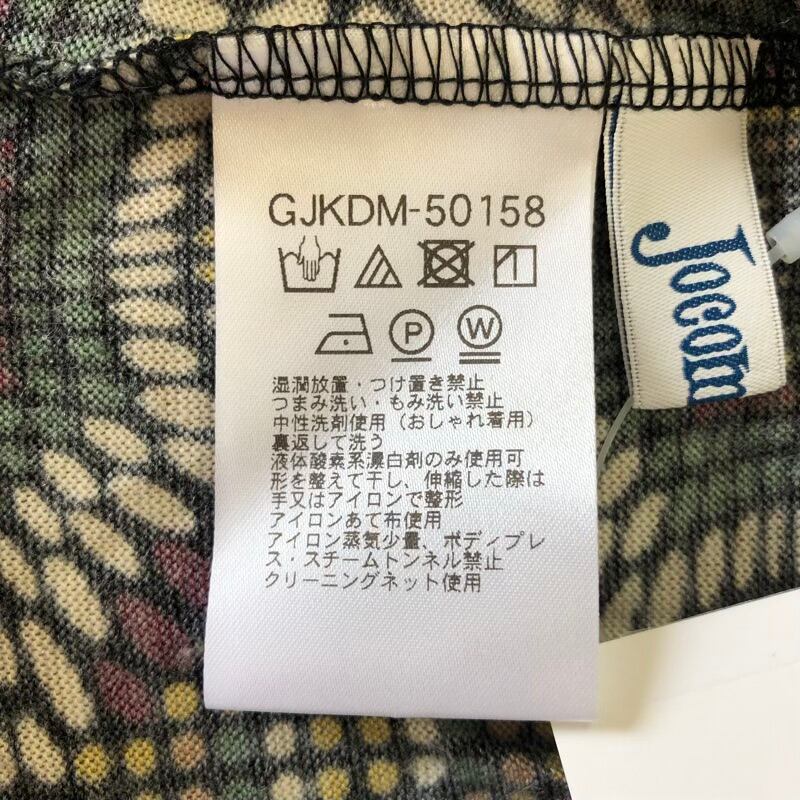 GJKDM-50158
P
W
湿潤放置・つけ置き禁止
つまみ洗い・もみ洗い禁止
中性洗剤使用（おしゃれ着用）
裏返して洗う
液体酸素系漂白剤のみ使用可
形を整えて干し、伸縮した際は
手又はアイロンで整形
アイロンあて布使用
アイロン蒸気少量、ボディプレ
ス・スチームトンネル禁止
クリーニングネット使用
Jocom